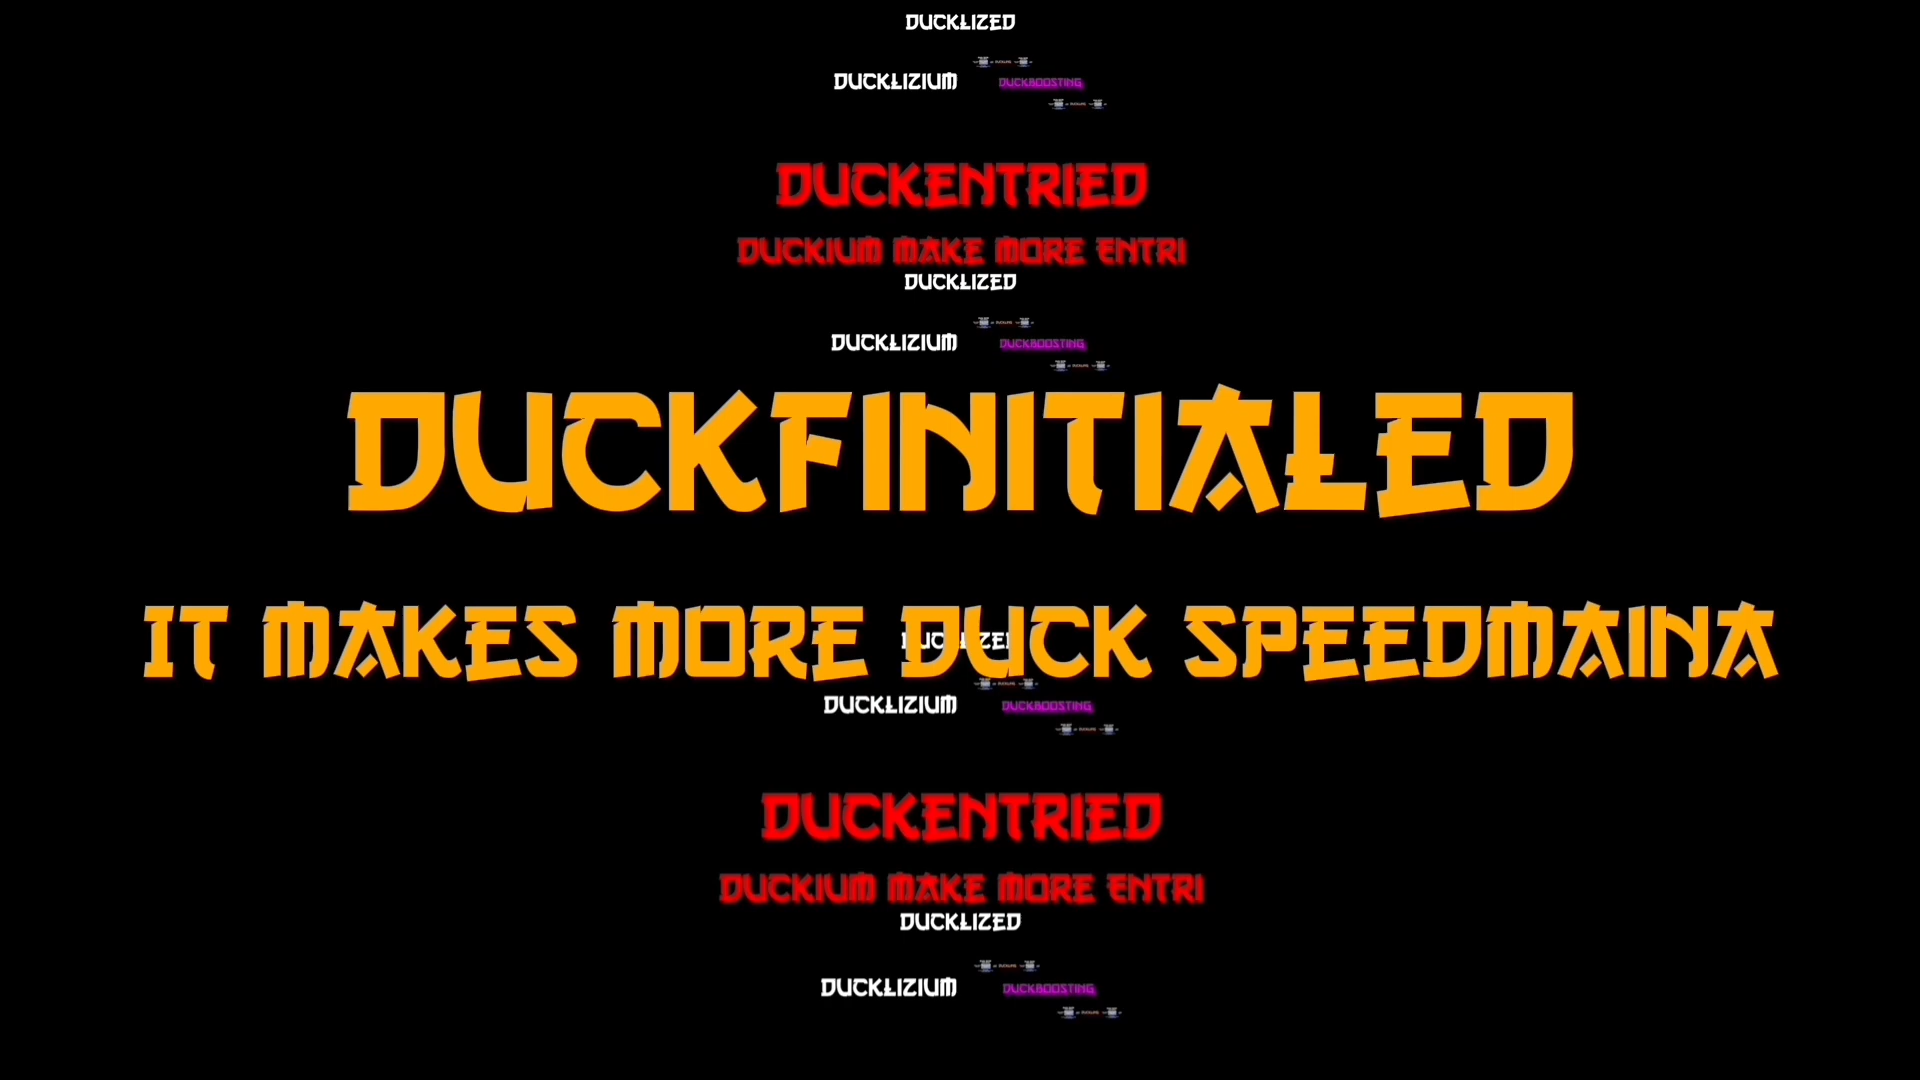 DUCKLIZED
DUCKLIZIUM DUCKBOOSTING
DUCKENTRIED
DUCKIUM MAKE MORE ENTRI
DUCKLIZED
DUCKLIZIUM DUCKBOOSTING
DUCKFINITIALED
IT MAKES MORE DUCK SPEEDMAINA
DUCKLIZED
DUCKLIZIUM DUCKBOOSTING
DUCKENTRIED
DUCKIUM MAKE MORE ENTRI
DUCKLIZED
DUCKLIZIUM DUCKBOOSTING